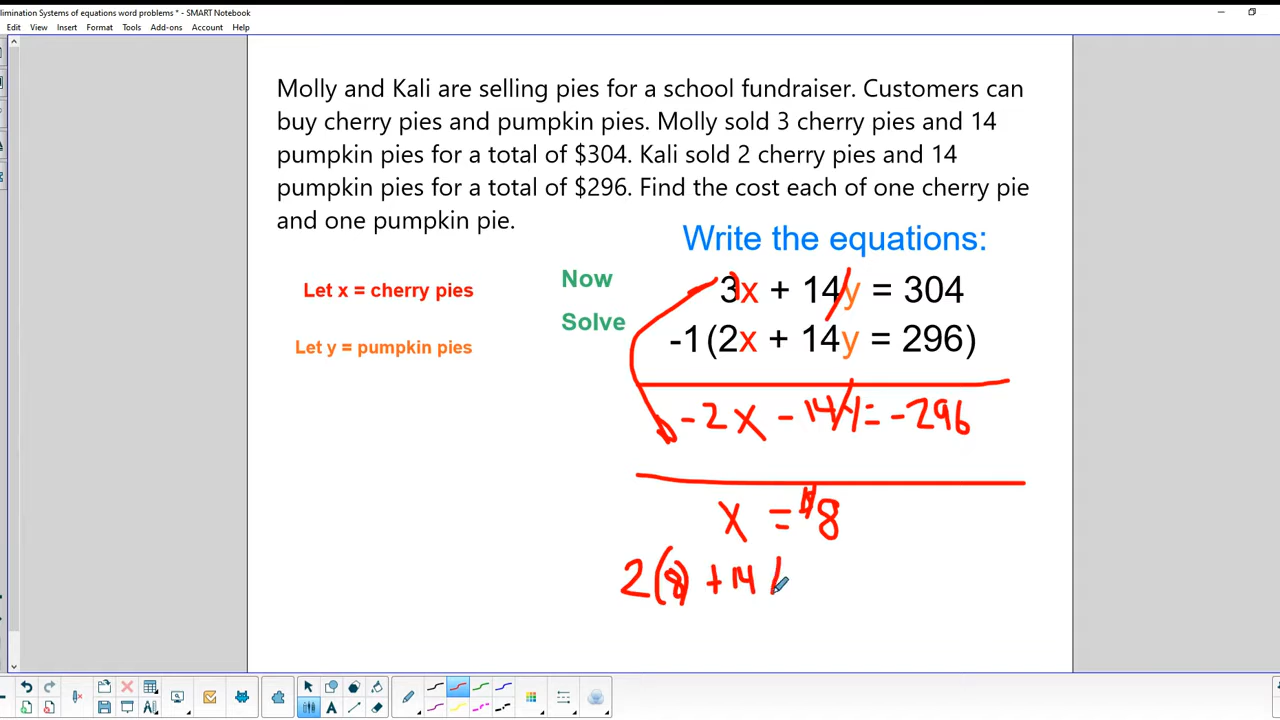 limination Systems of equations word problems * - SMART Notebook
Edit View Insert Format Tools Add-ons Account Help
Molly and Kali are selling pies for a school fundraiser. Customers can
buy cherry pies and pumpkin pies. Molly sold 3 cherry pies and 14
pumpkin pies for a total of $304. Kali sold 2 cherry pies and 14
pumpkin pies for a total of $296. Find the cost each of one cherry pie
and one pumpkin pie.
Write the equations:
Let x = cherry pies
Now
3x + 14y = 304
Solve
Let y = pumpkin pies
-1(2x + 14y = 296)
-2x - 14y = -296
x = $8
2(8) + 14